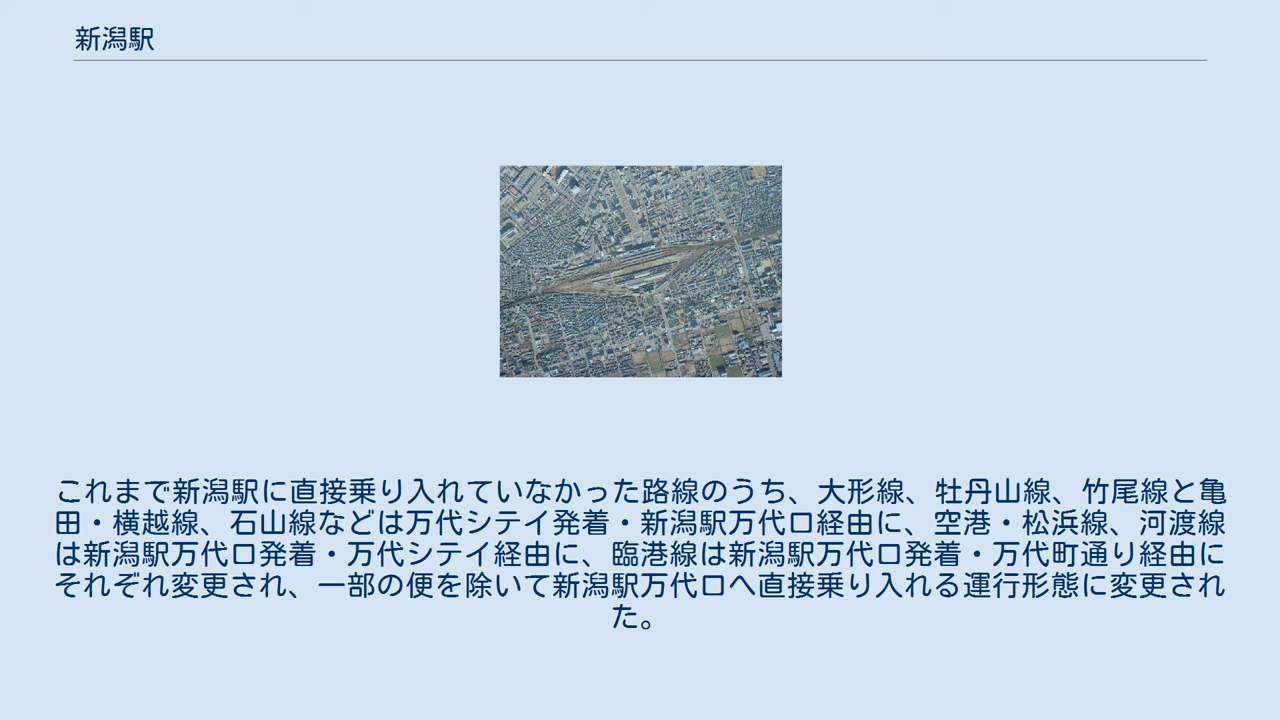 新潟駅
これまで新潟駅に直接乗り入れていなかった路線のうち、大形線、牡丹山線、竹尾線と亀
田・横越線、石山線などは万代シテイ発着・新潟駅万代口経由に、空港・松浜線、河渡線
は新潟駅万代口発着・万代シテイ経由に、臨港線は新潟駅万代口発着・万代町通り経由に
それぞれ変更され、一部の便を除いて新潟駅万代口へ直接乗り入れる運行形態に変更され
た。